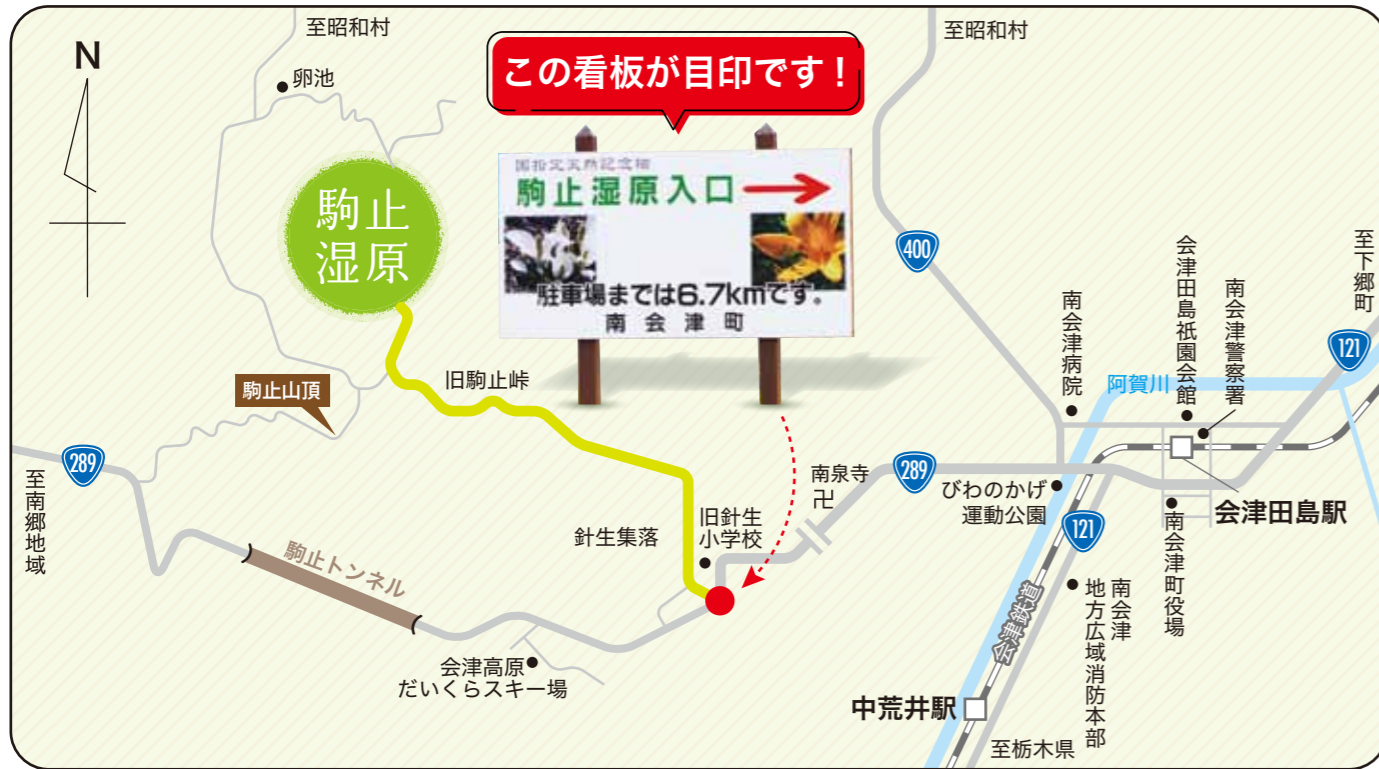 至昭和村
至昭和村
N
卵池
この看板が目印です!
国指定天然記念物
駒止湿原入口
駐車場までは6.7kmです。
南会津町
駒止
湿原
400
至下郷町
会津田島祇園会館
南会津警察署
南会津病院
121
阿賀川
旧駒止峠
駒止山頂
289
至南郷地域
南泉寺
卍
289
びわのかげ
運動公園
会津田島駅
旧針生
小学校
針生集落
121
南会津町役場
駒止トンネル
南会津
地方広域消防本部
会津鉄道
会津高原
だいくらスキー場
中荒井駅
至栃木県